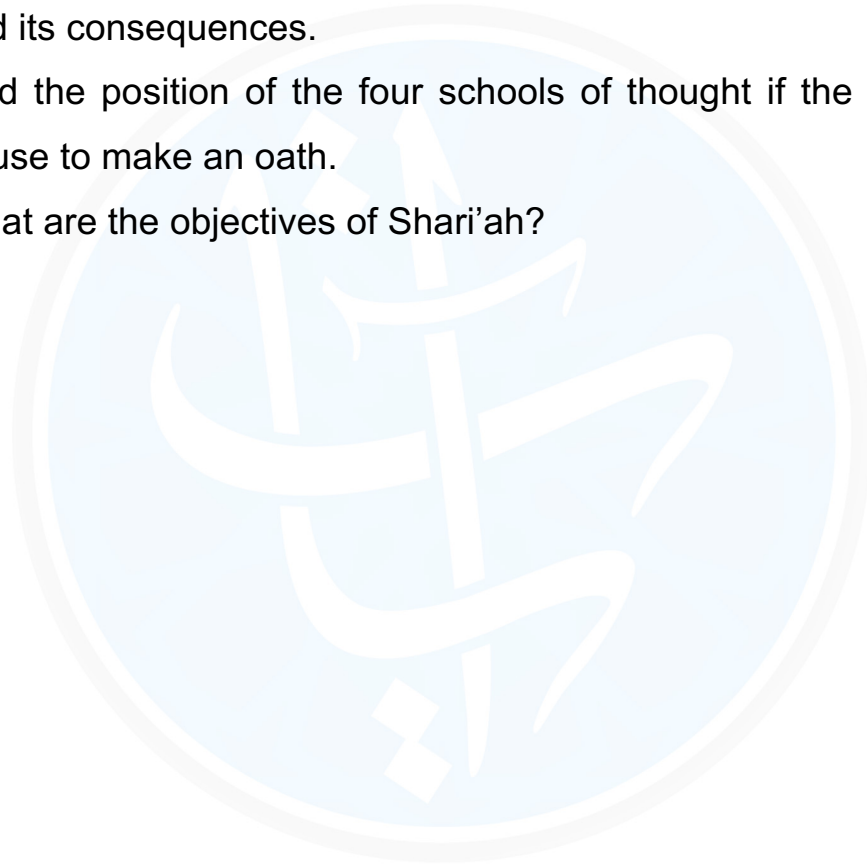 d its consequences.
d the position of the four schools of thought if the
use to make an oath.
at are the objectives of Shari’ah?